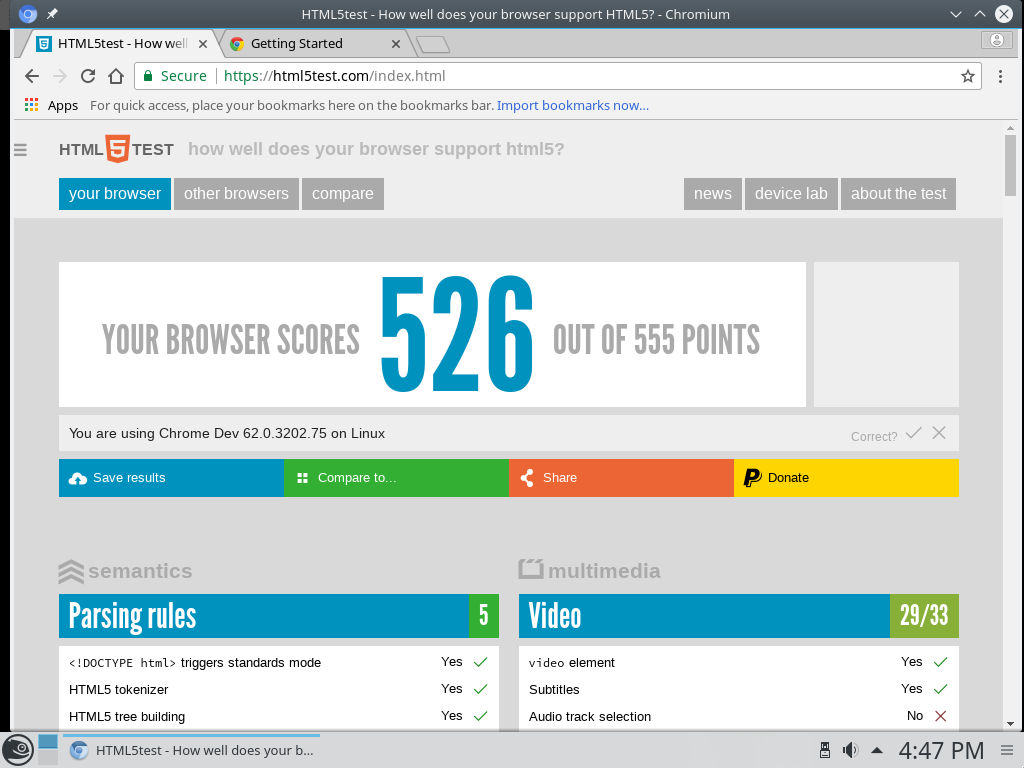 HTML5test - How well does your browser support HTML5? - Chromium
HTML5test - How well
Getting Started
Secure https://html5test.com/index.html
Apps For quick access, place your bookmarks here on the bookmarks bar. Import bookmarks now...
HTML 5 TEST how well does your browser support html5?
your browser other browsers compare news device lab about the test
YOUR BROWSER SCORES 526 OUT OF 555 POINTS
You are using Chrome Dev 62.0.3202.75 on Linux Correct?
Save results Compare to... Share Donate
semantics
Parsing rules 5
<!DOCTYPE html> triggers standards mode Yes
HTML5 tokenizer Yes
HTML5 tree building Yes
multimedia
Video 29/33
video element Yes
Subtitles Yes
Audio track selection No
HTML5test - How well does your b...
4:47 PM